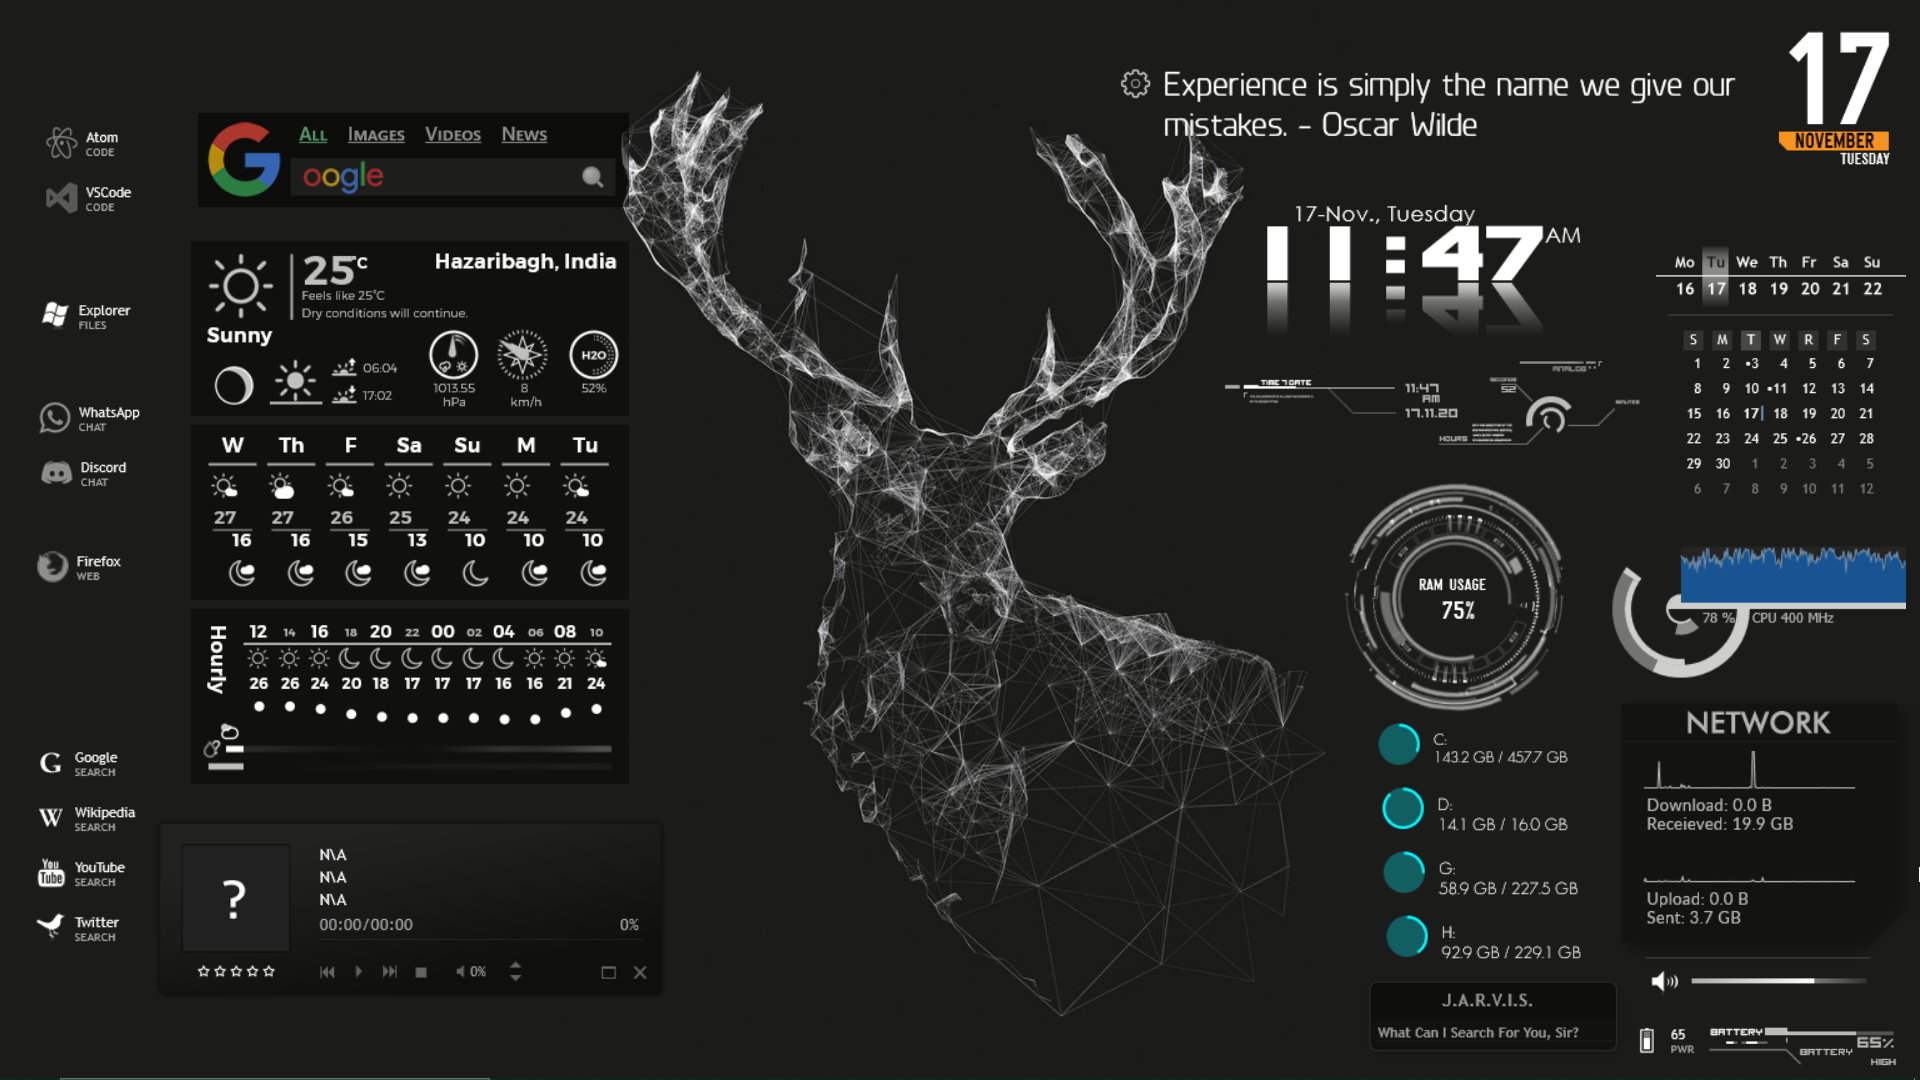 Experience is simply the name we give our
mistakes. - Oscar Wilde
17
NOVEMBER
TUESDAY
Atom
CODE
VSCode
CODE
Explorer
FILES
WhatsApp
CHAT
Discord
CHAT
Firefox
WEB
Google
SEARCH
Wikipedia
SEARCH
You
Tube
YouTube
SEARCH
Twitter
SEARCH
ALL IMAGES VIDEOS NEWS
G oogle
25°C
Hazaribagh, India
Feels like 25°C
Dry conditions will continue.
Sunny
06:04
17:02
H2O
1013.55
hPa
8
km/h
52%
W Th F Sa Su M Tu
27 27 26 25 24 24 24
16 16 15 13 10 10 10
Hourly
12 14 16 18 20 22 00 02 04 06 08 10
26 26 24 20 18 17 17 17 16 16 21 24
?
N\A
N\A
N\A
00:00/00:00 0%
0%
17-Nov., Tuesday
11:47 AM
TIME 7 DATE
11:47
AM
17.11.20
ANALOG
SECONDS
52
MINUTES
HOURS
Mo Tu We Th Fr Sa Su
16 17 18 19 20 21 22
S M T W R F S
1 2 •3 4 5 6 7
8 9 10 •11 12 13 14
15 16 17 18 19 20 21
22 23 24 25 •26 27 28
29 30 1 2 3 4 5
6 7 8 9 10 11 12
RAM USAGE
75%
78 % CPU 400 MHz
C:
143.2 GB / 457.7 GB
D:
14.1 GB / 16.0 GB
G:
58.9 GB / 227.5 GB
H:
92.9 GB / 229.1 GB
NETWORK
Download: 0.0 B
Receieved: 19.9 GB
Upload: 0.0 B
Sent: 3.7 GB
J.A.R.V.I.S.
What Can I Search For You, Sir?
65
PWR
BATTERY
BATTERY
65%
HIGH